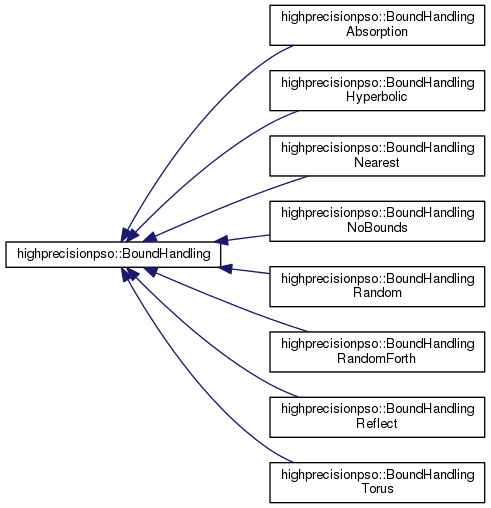 highprecisionpso::BoundHandling
Absorption
highprecisionpso::BoundHandling
Hyperbolic
highprecisionpso::BoundHandling
Nearest
highprecisionpso::BoundHandling
NoBounds
highprecisionpso::BoundHandling
highprecisionpso::BoundHandling
Random
highprecisionpso::BoundHandling
RandomForth
highprecisionpso::BoundHandling
Reflect
highprecisionpso::BoundHandling
Torus